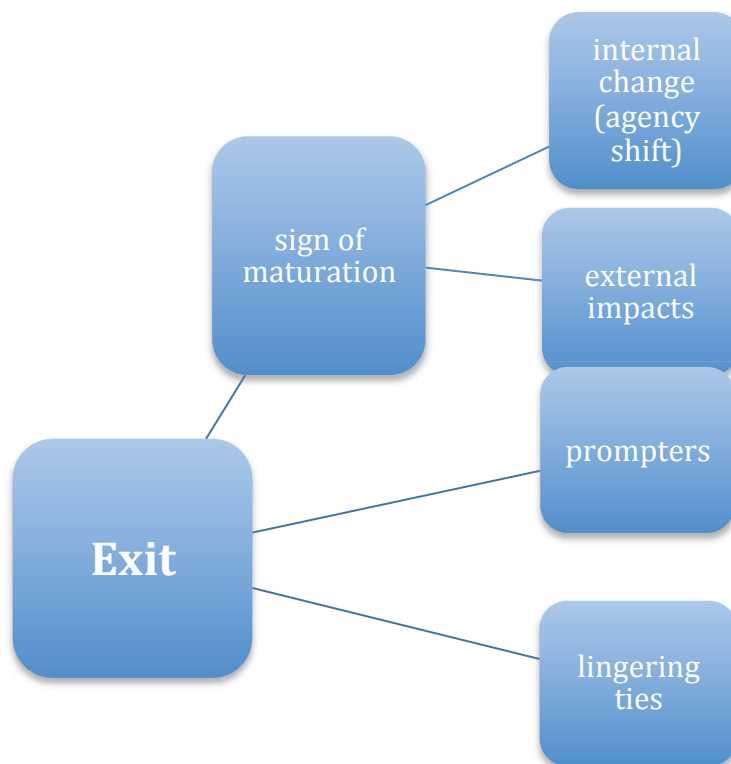 internal
change
(agency
shift)
sign of
maturation
external
impacts
prompters
Exit
lingering
ties